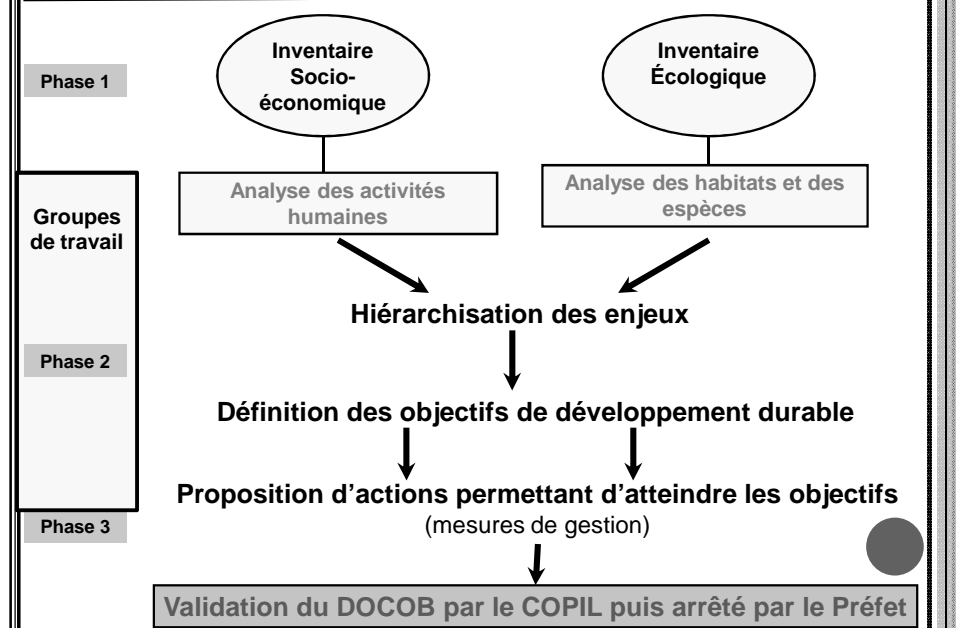 Phase 1
Inventaire
Socio-
économique
Inventaire
Écologique
Groupes
de travail
Analyse des activités
humaines
Analyse des habitats et des
espèces
Hiérarchisation des enjeux
Phase 2
Définition des objectifs de développement durable
Proposition d’actions permettant d’atteindre les objectifs
(mesures de gestion)
Phase 3
Validation du DOCOB par le COPIL puis arrêté par le Préfet